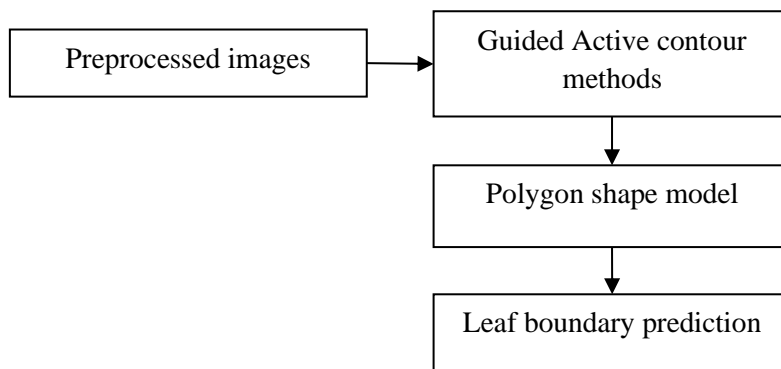 Preprocessed images
Guided Active contour
methods
Polygon shape model
Leaf boundary prediction